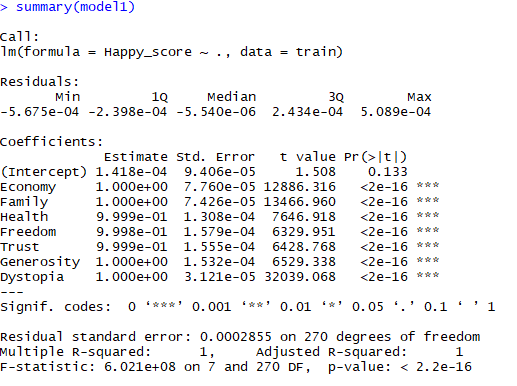 > summary(model1)
Call:
lm(formula = Happy_score ~ ., data = train)
Residuals:
Min 1Q Median 3Q Max
-5.675e-04 -2.398e-04 -5.540e-06 2.434e-04 5.089e-04
Coefficients:
Estimate Std. Error t value Pr(>|t|)
(Intercept) 1.418e-04 9.406e-05 1.508 0.133
Economy 1.000e+00 7.760e-05 12886.316 <2e-16 ***
Family 1.000e+00 7.426e-05 13466.960 <2e-16 ***
Health 9.999e-01 1.308e-04 7646.918 <2e-16 ***
Freedom 9.998e-01 1.579e-04 6329.951 <2e-16 ***
Trust 9.999e-01 1.555e-04 6428.768 <2e-16 ***
Generosity 1.000e+00 1.532e-04 6529.338 <2e-16 ***
Dystopia 1.000e+00 3.121e-05 32039.068 <2e-16 ***
---
Signif. codes: 0 ‘***’ 0.001 ‘**’ 0.01 ‘*’ 0.05 ‘.’ 0.1 ‘ ’ 1
Residual standard error: 0.0002855 on 270 degrees of freedom
Multiple R-squared: 1, Adjusted R-squared: 1
F-statistic: 6.021e+08 on 7 and 270 DF, p-value: < 2.2e-16